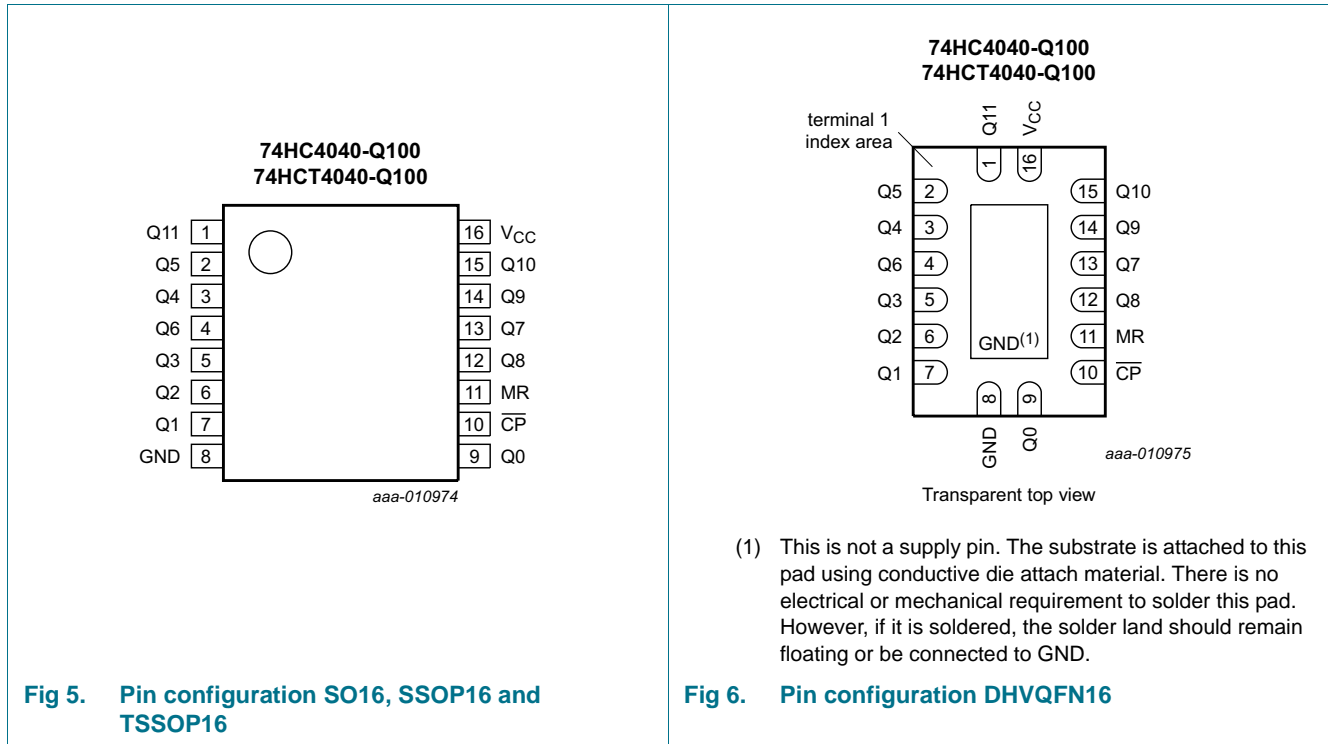 74HC4040-Q100
74HCT4040-Q100
Q11 1 16 VCC
Q5 2 15 Q10
Q4 3 14 Q9
Q6 4 13 Q7
Q3 5 12 Q8
Q2 6 11 MR
Q1 7 10 C̅P̅
GND 8 9 Q0
aaa-010974
Fig 5. Pin configuration SO16, SSOP16 and
TSSOP16
74HC4040-Q100
74HCT4040-Q100
terminal 1
index area
Q11 VCC
1 16
Q5 2 15 Q10
Q4 3 14 Q9
Q6 4 13 Q7
Q3 5 12 Q8
Q2 6 GND(1) 11 MR
Q1 7 10 C̅P̅
8 9
GND Q0
aaa-010975
Transparent top view
(1) This is not a supply pin. The substrate is attached to this
pad using conductive die attach material. There is no
electrical or mechanical requirement to solder this pad.
However, if it is soldered, the solder land should remain
floating or be connected to GND.
Fig 6. Pin configuration DHVQFN16